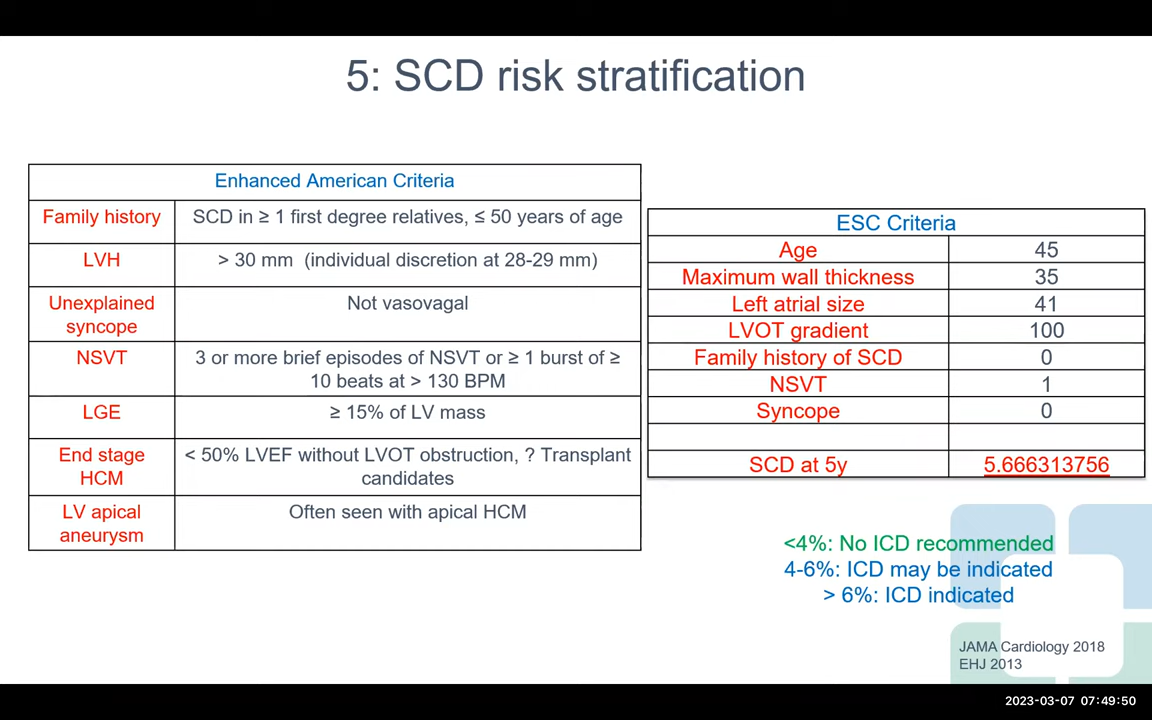 5: SCD risk stratification
Enhanced American Criteria
Family history
SCD in ≥ 1 first degree relatives, ≤ 50 years of age
LVH
> 30 mm (individual discretion at 28-29 mm)
Unexplained
syncope
Not vasovagal
NSVT
3 or more brief episodes of NSVT or ≥ 1 burst of ≥
10 beats at > 130 BPM
LGE
≥ 15% of LV mass
End stage
HCM
< 50% LVEF without LVOT obstruction, ? Transplant
candidates
LV apical
aneurysm
Often seen with apical HCM
ESC Criteria
Age 45
Maximum wall thickness 35
Left atrial size 41
LVOT gradient 100
Family history of SCD 0
NSVT 1
Syncope 0
SCD at 5y 5.666313756
<4%: No ICD recommended
4-6%: ICD may be indicated
> 6%: ICD indicated
JAMA Cardiology 2018
EHJ 2013
2023-03-07 07:49:50